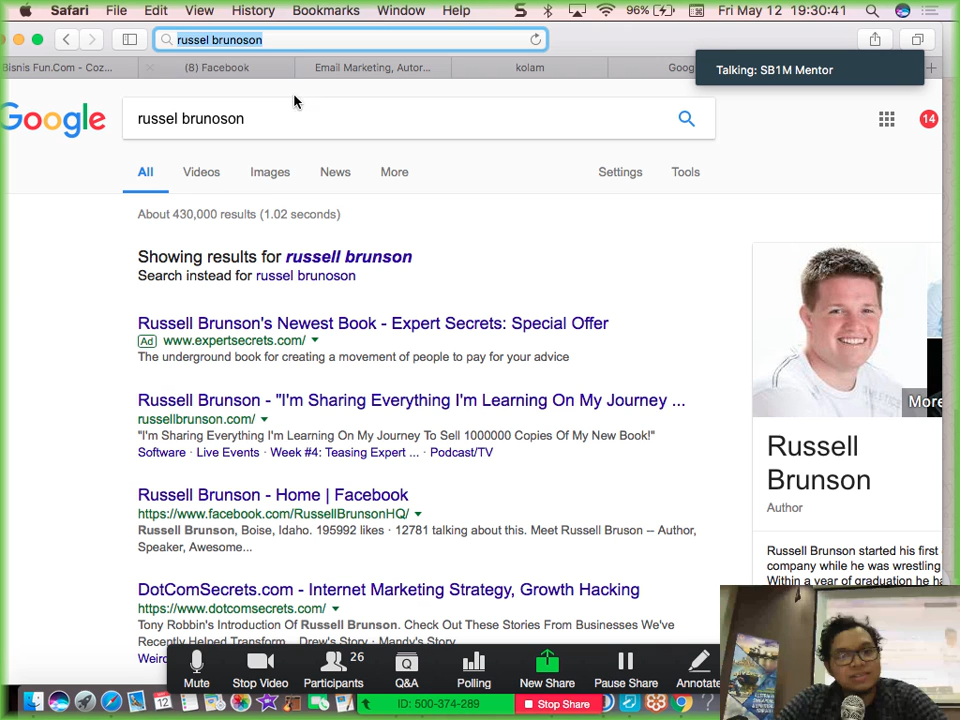 Safari File Edit View History Bookmarks Window Help 96% Fri May 12 19:30:41
russel brunoson
Bisnis Fun.Com - Coz... (8) Facebook Email Marketing, Autor... kolam Goog
Talking: SB1M Mentor
Google russel brunoson 14
All Videos Images News More Settings Tools
About 430,000 results (1.02 seconds)
Showing results for russell brunson
Search instead for russel brunoson
Russell Brunson's Newest Book - Expert Secrets: Special Offer
Ad www.expertsecrets.com/
The underground book for creating a movement of people to pay for your advice
Russell Brunson - "I'm Sharing Everything I'm Learning On My Journey ...
russellbrunson.com/
"I'm Sharing Everything I'm Learning On My Journey To Sell 1000000 Copies Of My New Book!"
Software · Live Events · Week #4: Teasing Expert ... · Podcast/TV
Russell Brunson - Home | Facebook
https://www.facebook.com/RussellBrunsonHQ/
Russell Brunson, Boise, Idaho. 195992 likes · 12781 talking about this. Meet Russell Bruson -- Author,
Speaker, Awesome...
DotComSecrets.com - Internet Marketing Strategy, Growth Hacking
https://www.dotcomsecrets.com/
Tony Robbin's Introduction Of Russell Brunson. Check Out These Stories From Businesses We've
Recently Helped Transform... Drew's Story · Mandy's Story
Weird
More
Russell
Brunson
Author
Russell Brunson started his first
company while he was wrestling
Within a year of graduation he ha
26
Mute Stop Video Participants Q&A Polling New Share Pause Share Annotate
12 ID: 500-374-289 Stop Share